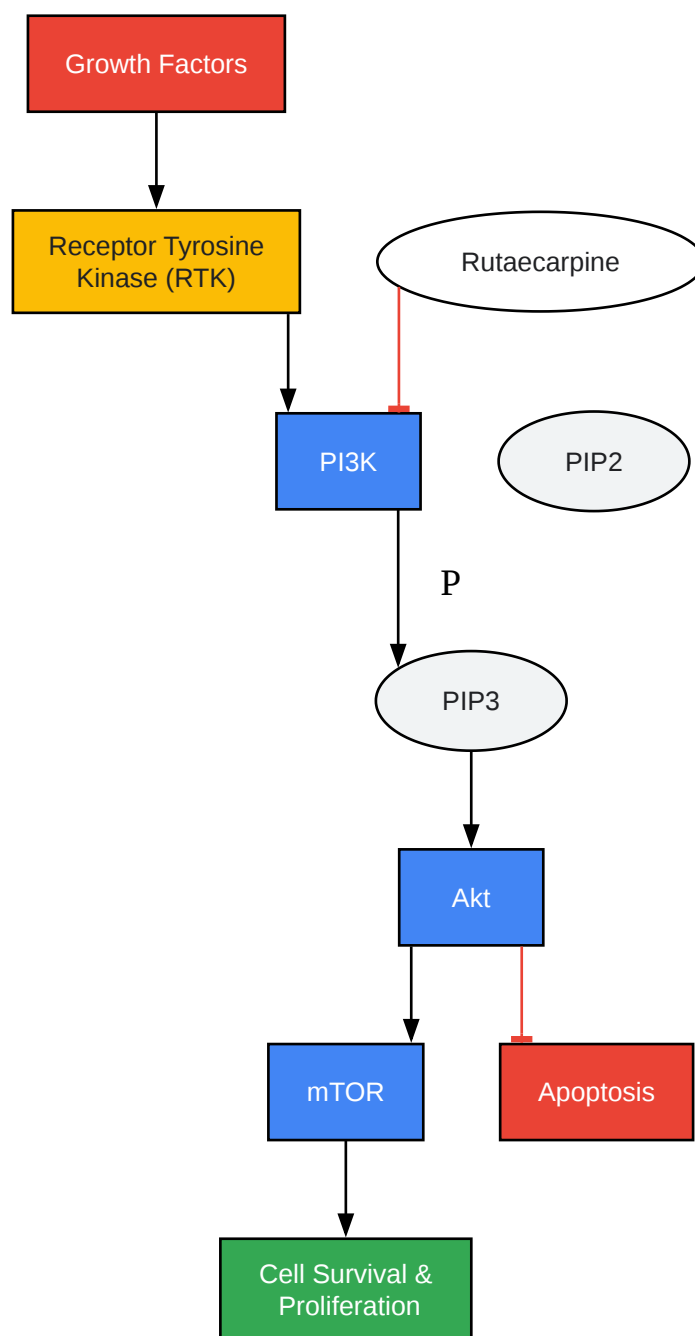 Growth Factors
Receptor Tyrosine
Kinase (RTK)
Rutaecarpine
PI3K
PIP2
P
PIP3
Akt
mTOR
Apoptosis
Cell Survival &
Proliferation